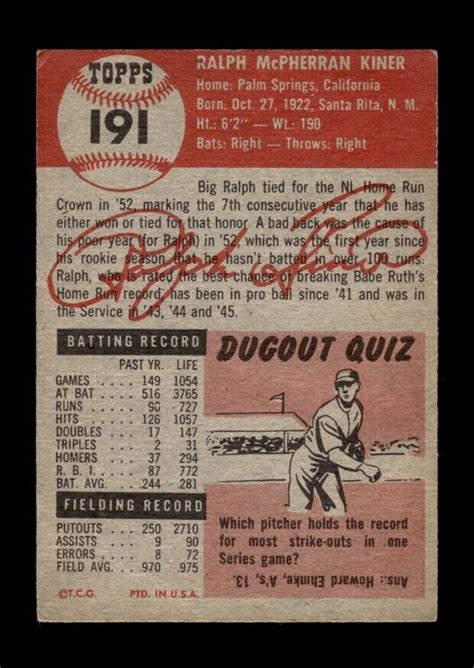 TOPPS
191
RALPH McPHERRAN KINER
Home: Palm Springs, California
Born: Oct. 27, 1922, Santa Rita, N. M.
Ht.: 6'2" — Wt.: 190
Bats: Right — Throws: Right
Big Ralph tied for the NL Home Run
Crown in '52, marking the 7th consecutive year that he
has either won or tied for that honor. A bad back was the cause of
his poor year (for Ralph) in '52, which was the first year since
his rookie season that he hasn't batted in over 100 runs.
Ralph, who is rated the best chance of breaking Babe Ruth's
Home Run record, has been in pro ball since '41 and was in
the Service in '43, '44 and '45.
Ralph Kiner
BATTING RECORD
PAST YR. LIFE
GAMES .... 149 1054
AT BAT .... 516 3765
RUNS .... 90 727
HITS .... 126 1057
DOUBLES .. 17 147
TRIPLES ... 2 31
HOMERS ... 37 294
R. B. I. .... 87 772
BAT. AVG. ... 244 281
FIELDING RECORD
PUTOUTS ... 250 2710
ASSISTS .... 9 90
ERRORS .... 8 72
FIELD AVG. . .970 .975
©T.C.G. PTD. IN U.S.A.
DUGOUT QUIZ
Which pitcher holds the record
for most strike-outs in one
Series game?
Ans.: Howard Ehmke, A's, 13.